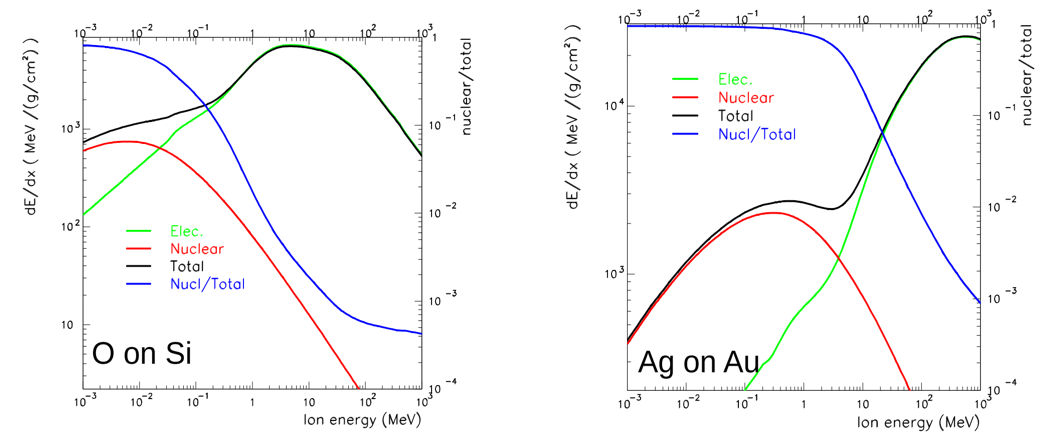 10⁻³ 10⁻² 10⁻¹ 1 10 10² 10³
dE/dx ( MeV /(g/cm²) )
10³
10²
10
1
10⁻¹
10⁻²
10⁻³
10⁻⁴
nuclear/total
Elec.
Nuclear
Total
Nucl/Total
O on Si
10⁻³ 10⁻² 10⁻¹ 1 10 10² 10³
Ion energy (MeV)
10⁻³ 10⁻² 10⁻¹ 1 10 10² 10³
dE/dx ( MeV /(g/cm²) )
10⁴
10³
1
10⁻¹
10⁻²
10⁻³
10⁻⁴
nuclear/total
Elec.
Nuclear
Total
Nucl/Total
Ag on Au
10⁻³ 10⁻² 10⁻¹ 1 10 10² 10³
Ion energy (MeV)